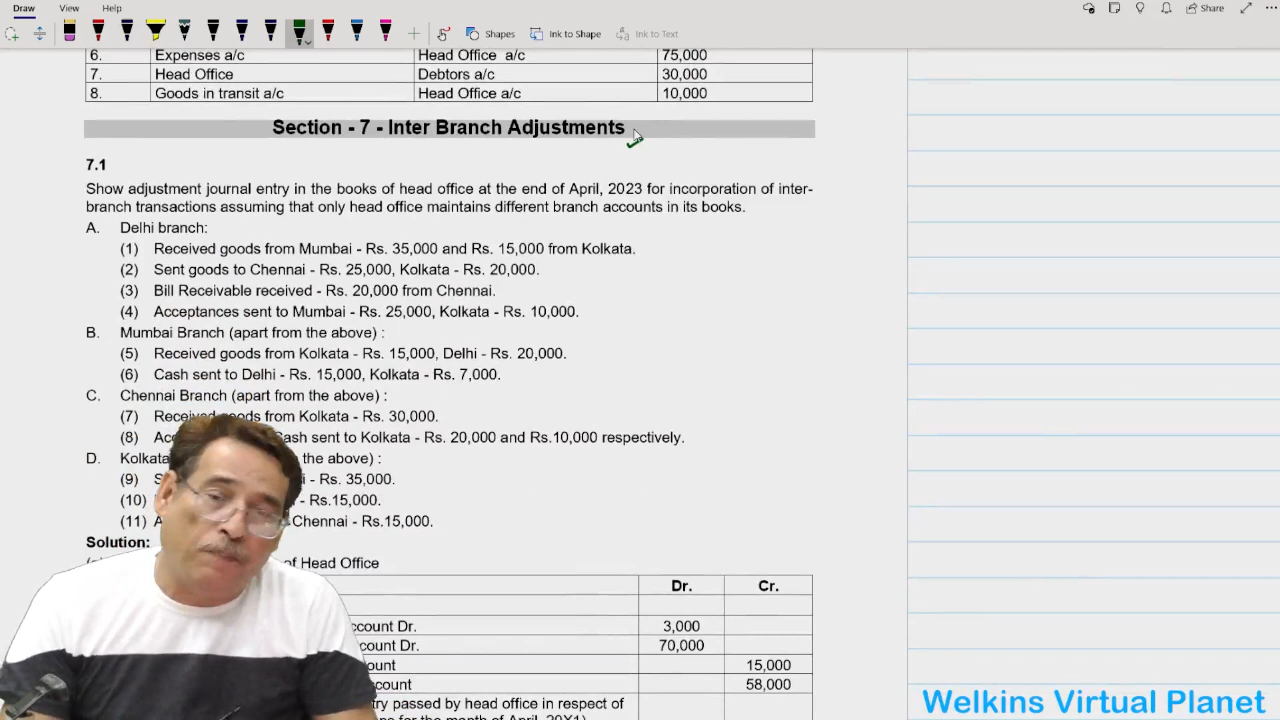 Draw View Help Share
Shapes Ink to Shape Ink to Text
6. Expenses a/c Head Office a/c 75,000
7. Head Office Debtors a/c 30,000
8. Goods in transit a/c Head Office a/c 10,000
Section - 7 - Inter Branch Adjustments
7.1
Show adjustment journal entry in the books of head office at the end of April, 2023 for incorporation of inter-
branch transactions assuming that only head office maintains different branch accounts in its books.
A. Delhi branch:
(1) Received goods from Mumbai - Rs. 35,000 and Rs. 15,000 from Kolkata.
(2) Sent goods to Chennai - Rs. 25,000, Kolkata - Rs. 20,000.
(3) Bill Receivable received - Rs. 20,000 from Chennai.
(4) Acceptances sent to Mumbai - Rs. 25,000, Kolkata - Rs. 10,000.
B. Mumbai Branch (apart from the above) :
(5) Received goods from Kolkata - Rs. 15,000, Delhi - Rs. 20,000.
(6) Cash sent to Delhi - Rs. 15,000, Kolkata - Rs. 7,000.
C. Chennai Branch (apart from the above) :
(7) Received goods from Kolkata - Rs. 30,000.
(8) Cash sent to Kolkata - Rs. 20,000 and Rs.10,000 respectively.
D. Kolkata the above) :
(9) - Rs. 35,000.
(10) - Rs.15,000.
(11) Chennai - Rs.15,000.
Solution:
of Head Office
Dr. Cr.
Dr. 3,000
Dr. 70,000
15,000
58,000
passed by head office in respect of
for the month of April, 20X1)
Welkins Virtual Planet